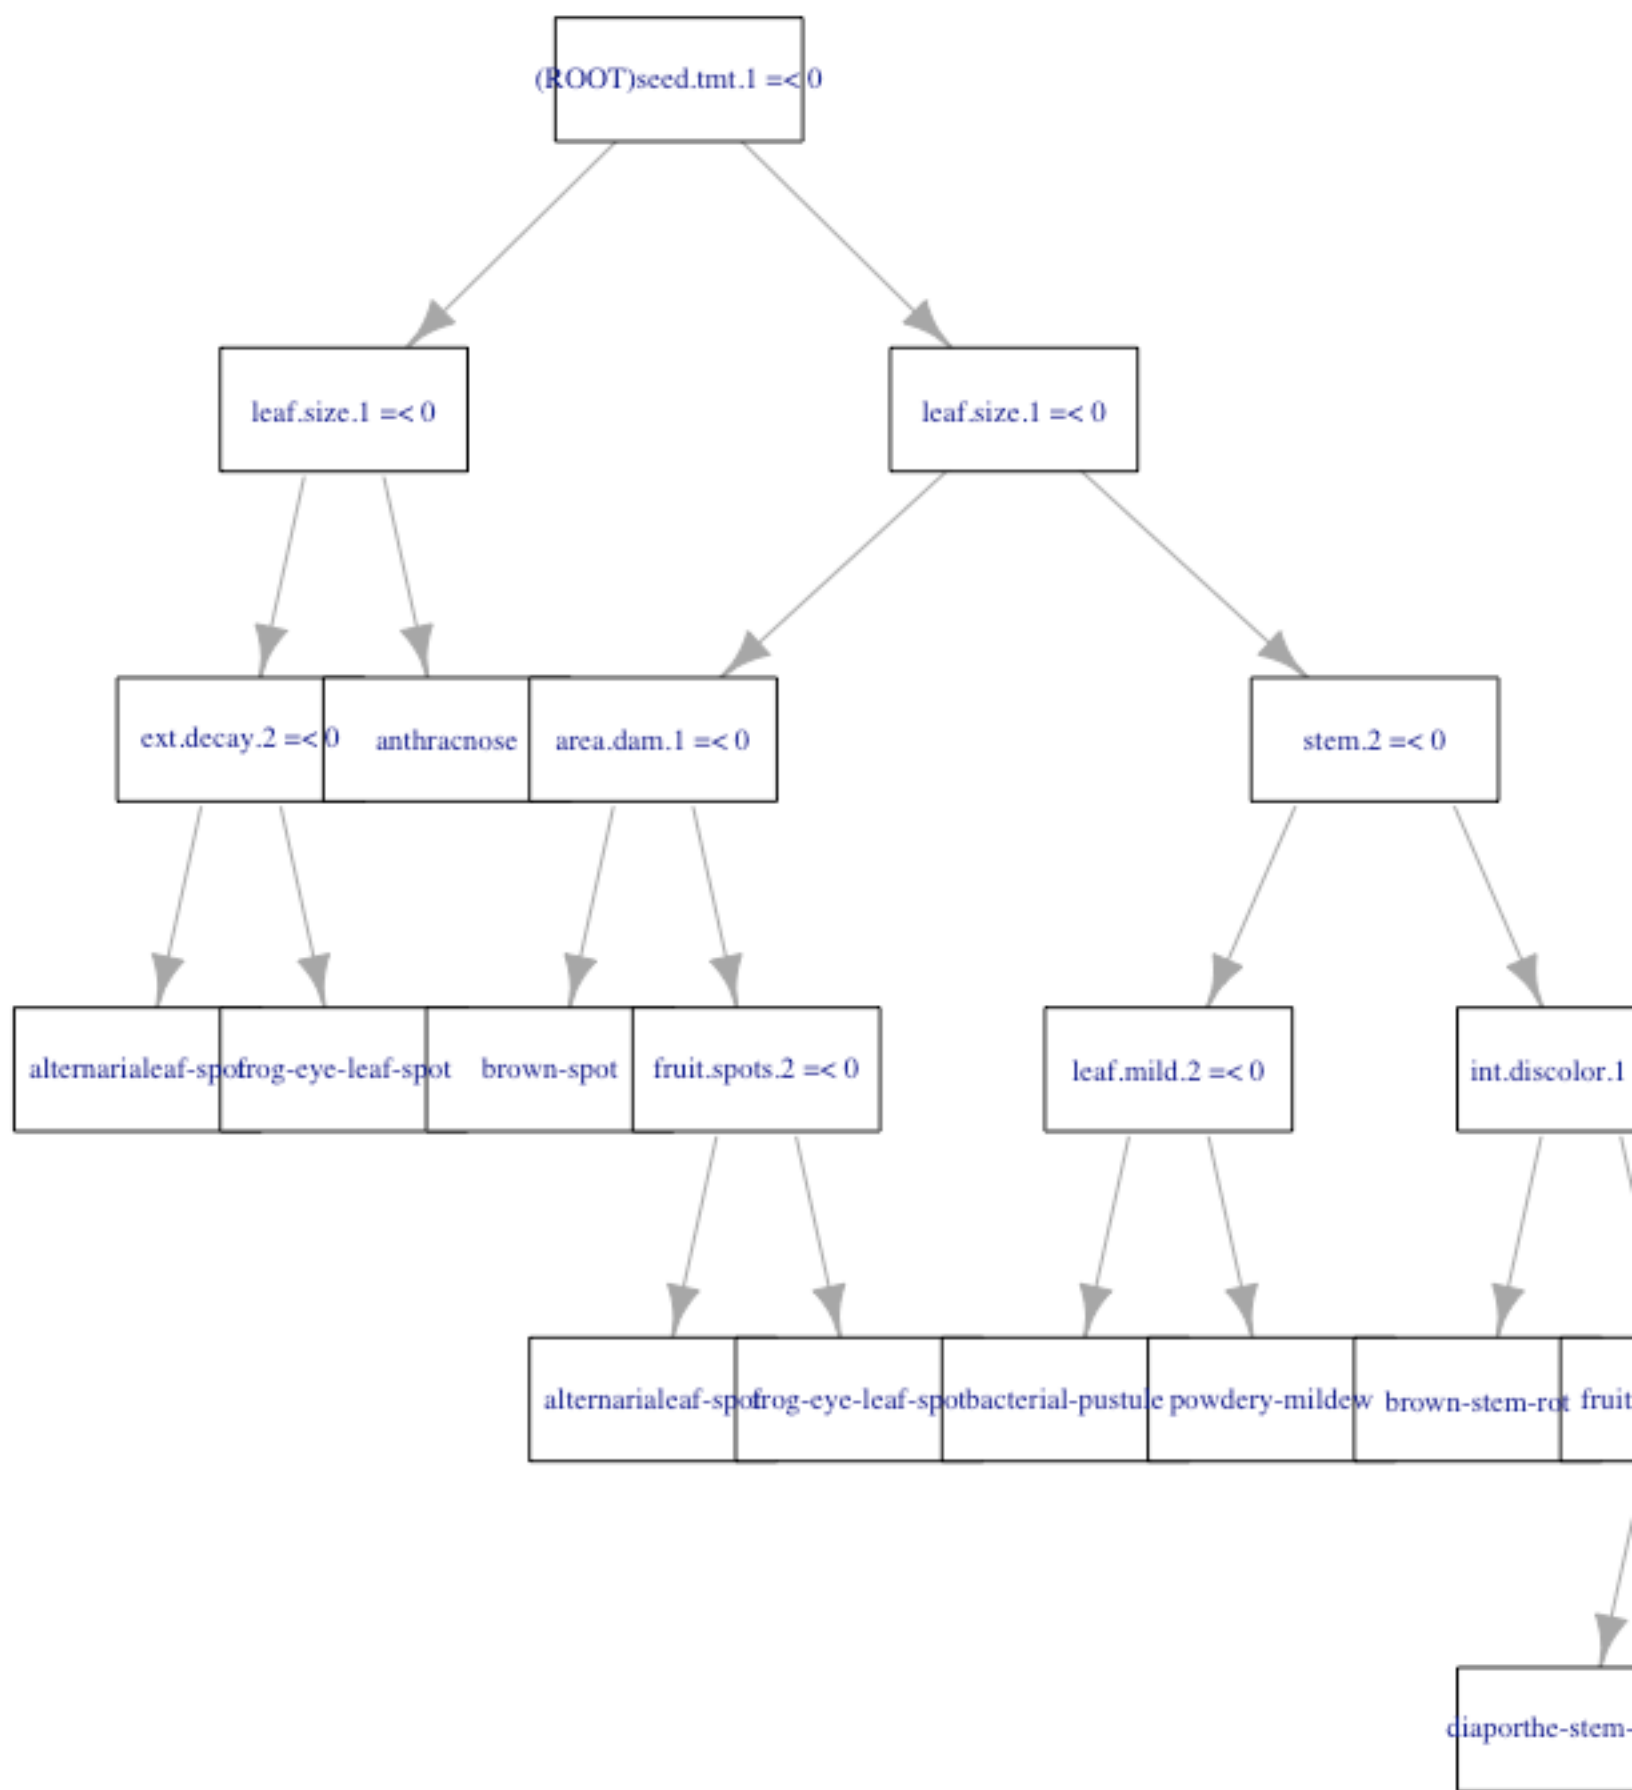 (ROOT)seed.tmt.1 =< 0
leaf.size.1 =< 0
leaf.size.1 =< 0
ext.decay.2 =< 0
anthracnose
area.dam.1 =< 0
stem.2 =< 0
alternarialeaf-spot
frog-eye-leaf-spot
brown-spot
fruit.spots.2 =< 0
leaf.mild.2 =< 0
int.discolor.1
alternarialeaf-spot
frog-eye-leaf-spot
bacterial-pustule
powdery-mildew
brown-stem-rot
fruit
diaporthe-stem-